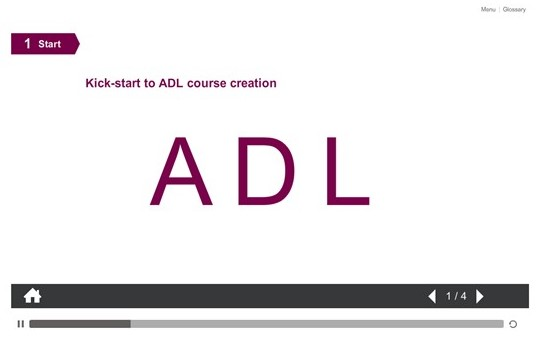 Menu | Glossary
1 Start
Kick-start to ADL course creation
A D L
1 / 4